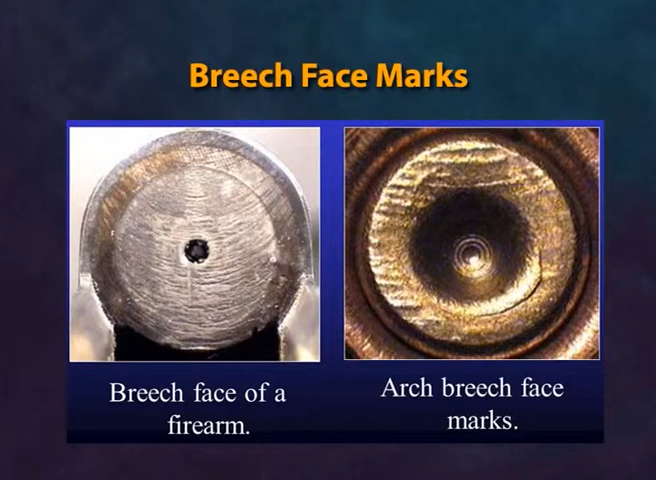 Breech Face Marks
Breech face of a
firearm.
Arch breech face
marks.